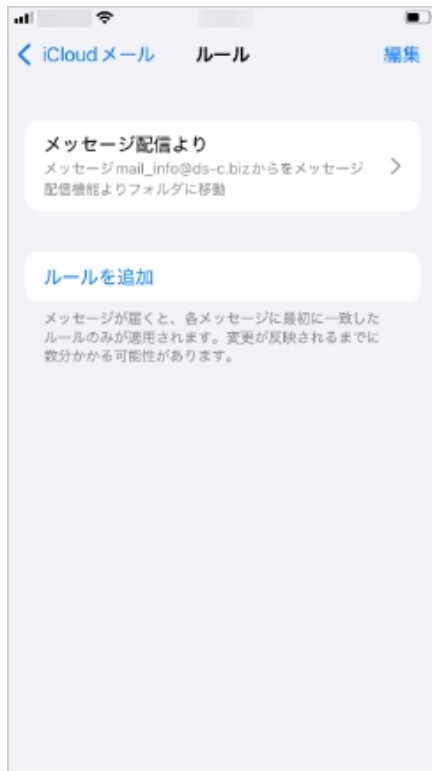 iCloud メール ルール 編集
メッセージ配信より
メッセージmail_info@ds-c.bizからをメッセージ
配信機能よりフォルダに移動
ルールを追加
メッセージが届くと、各メッセージに最初に一致した
ルールのみが適用されます。変更が反映されるまでに
数分かかる可能性があります。